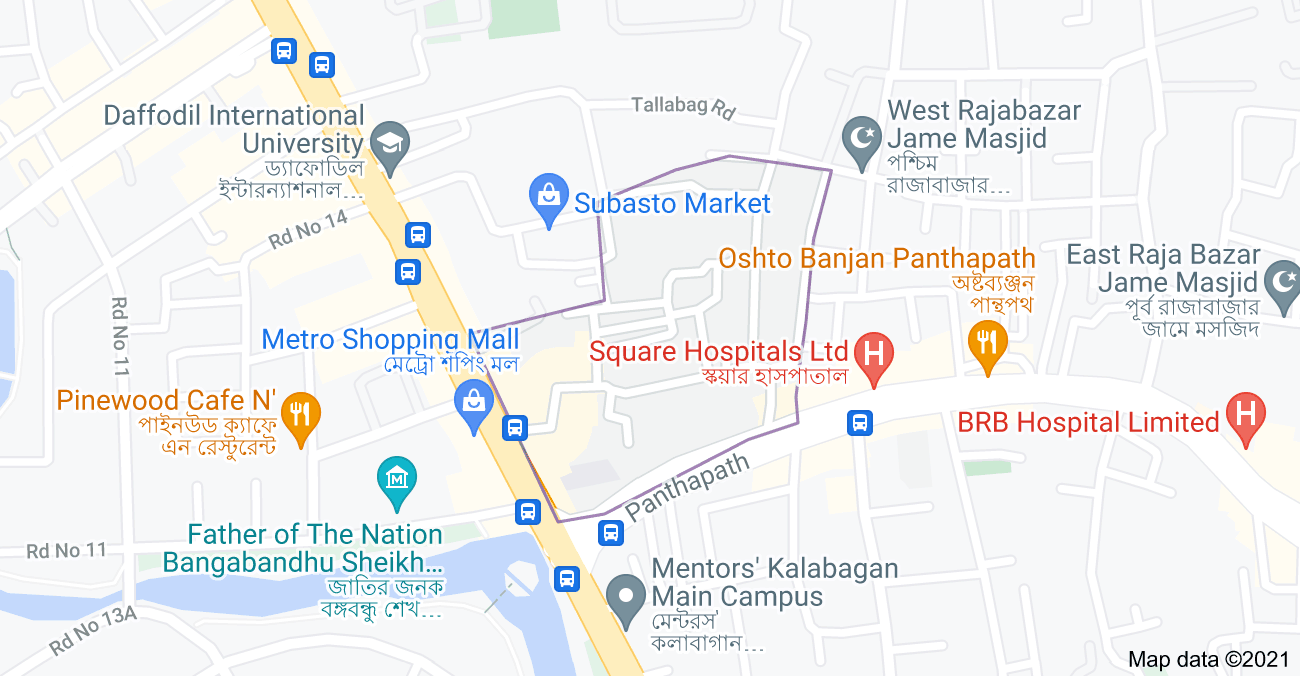 Tallabag Rd
Daffodil International
University
ড্যাফোডিল
ইন্টারন্যাশনাল...
West Rajabazar
Jame Masjid
পশ্চিম
রাজাবাজার...
Subasto Market
Rd No 14
Oshto Banjan Panthapath
অষ্টব্যঞ্জন
পান্থপথ
East Raja Bazar
Jame Masjid
পূর্ব রাজাবাজার
জামে মসজিদ
Rd No 11
Metro Shopping Mall
মেট্রো শপিং মল
Square Hospitals Ltd
স্কয়ার হাসপাতাল
Pinewood Cafe N'
পাইনউড ক্যাফে
এন রেস্টুরেন্ট
BRB Hospital Limited
Panthapath
Father of The Nation
Bangabandhu Sheikh...
জাতির জনক
বঙ্গবন্ধু শেখ...
Rd No 11
Mentors' Kalabagan
Main Campus
মেন্টরস'
কলাবাগান...
Rd No 13A
Map data ©2021